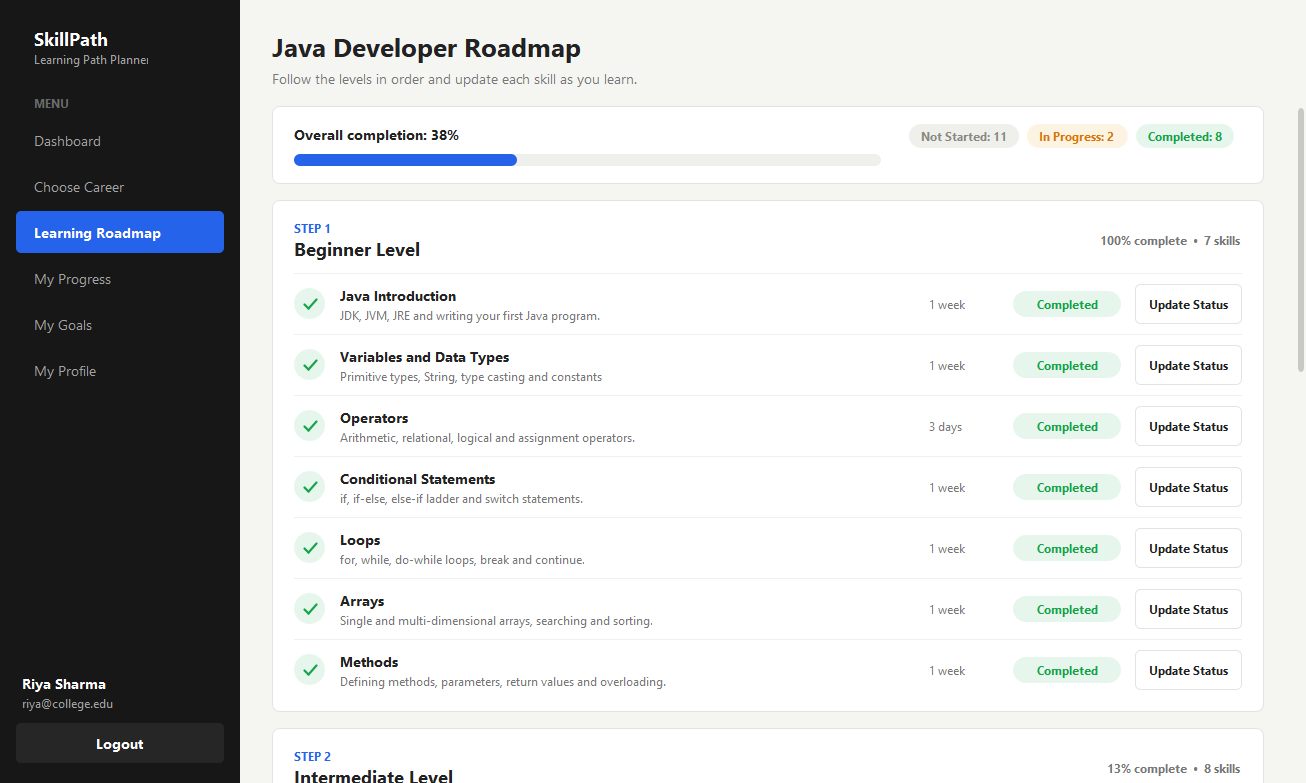 SkillPath
Learning Path Planner
MENU
Dashboard
Choose Career
Learning Roadmap
My Progress
My Goals
My Profile
Riya Sharma
riya@college.edu
Logout
Java Developer Roadmap
Follow the levels in order and update each skill as you learn.
Overall completion: 38%
Not Started: 11
In Progress: 2
Completed: 8
STEP 1
Beginner Level
100% complete • 7 skills
Java Introduction
JDK, JVM, JRE and writing your first Java program.
1 week
Completed
Update Status
Variables and Data Types
Primitive types, String, type casting and constants
1 week
Completed
Update Status
Operators
Arithmetic, relational, logical and assignment operators.
3 days
Completed
Update Status
Conditional Statements
if, if-else, else-if ladder and switch statements.
1 week
Completed
Update Status
Loops
for, while, do-while loops, break and continue.
1 week
Completed
Update Status
Arrays
Single and multi-dimensional arrays, searching and sorting.
1 week
Completed
Update Status
Methods
Defining methods, parameters, return values and overloading.
1 week
Completed
Update Status
STEP 2
Intermediate Level
13% complete • 8 skills